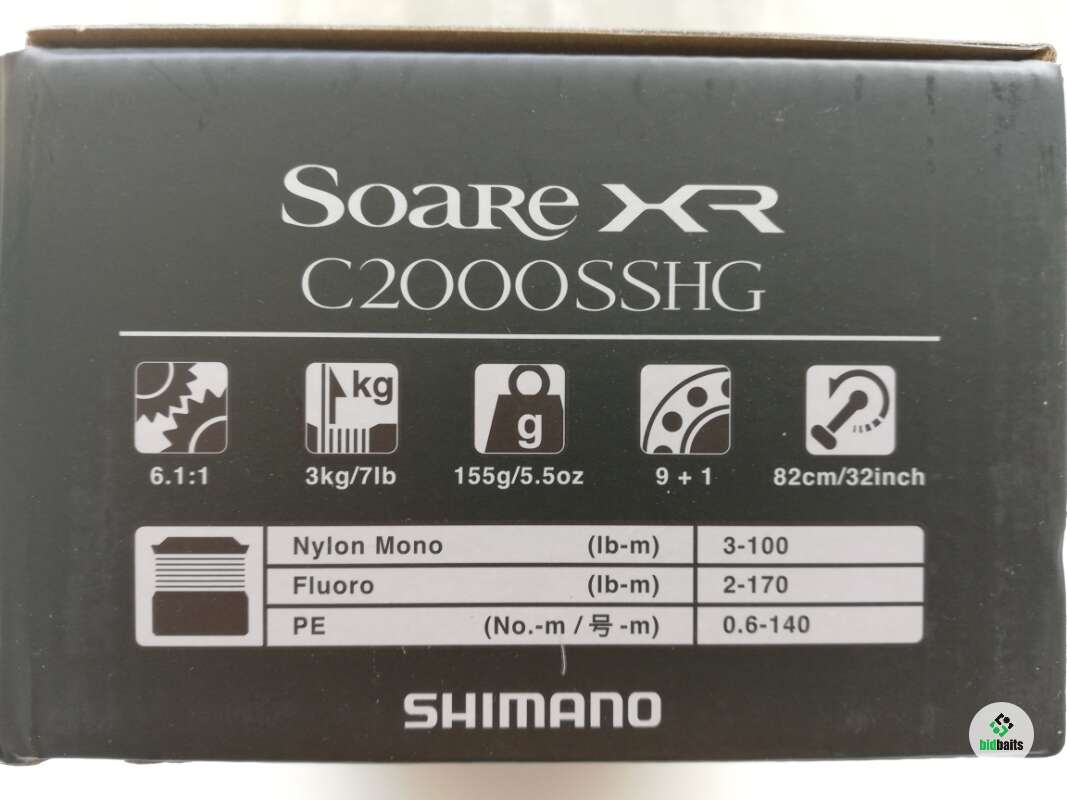 Soare XR
C2000SSHG
kg
g
6.1:1
3kg/7lb
155g/5.5oz
9 + 1
82cm/32inch
Nylon Mono (lb-m) 3-100
Fluoro (lb-m) 2-170
PE (No.-m / 号 -m) 0.6-140
SHIMANO
bidbaits